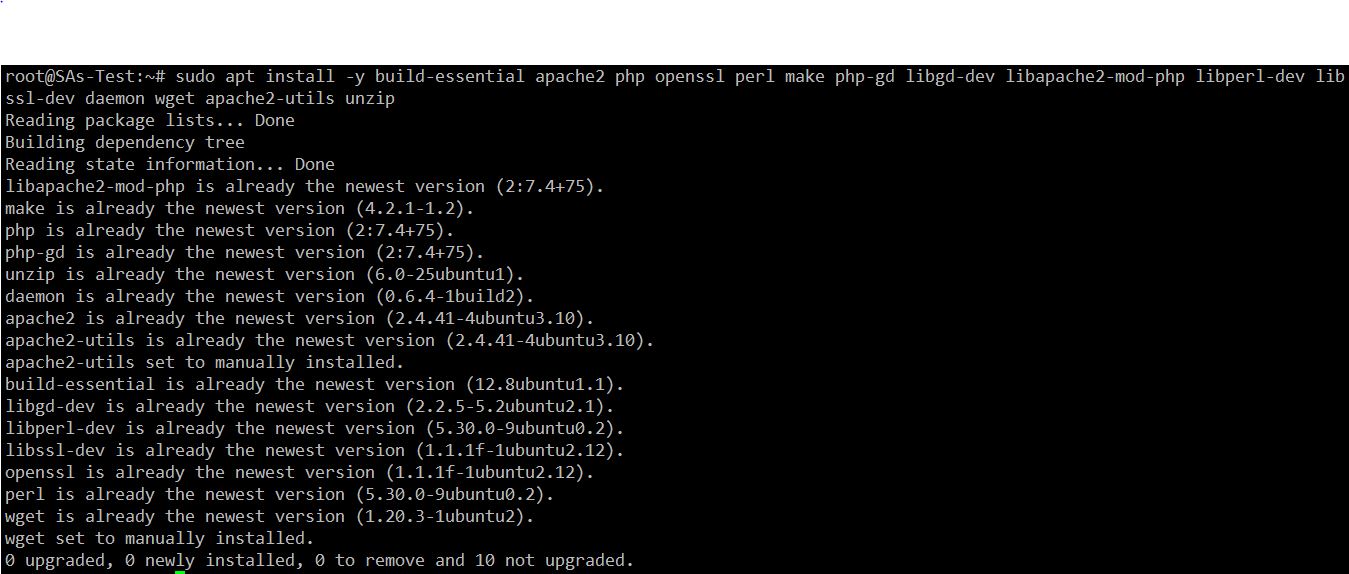 root@SAs-Test:~# sudo apt install -y build-essential apache2 php openssl perl make php-gd libgd-dev libapache2-mod-php libperl-dev lib
ssl-dev daemon wget apache2-utils unzip
Reading package lists... Done
Building dependency tree
Reading state information... Done
libapache2-mod-php is already the newest version (2:7.4+75).
make is already the newest version (4.2.1-1.2).
php is already the newest version (2:7.4+75).
php-gd is already the newest version (2:7.4+75).
unzip is already the newest version (6.0-25ubuntu1).
daemon is already the newest version (0.6.4-1build2).
apache2 is already the newest version (2.4.41-4ubuntu3.10).
apache2-utils is already the newest version (2.4.41-4ubuntu3.10).
apache2-utils set to manually installed.
build-essential is already the newest version (12.8ubuntu1.1).
libgd-dev is already the newest version (2.2.5-5.2ubuntu2.1).
libperl-dev is already the newest version (5.30.0-9ubuntu0.2).
libssl-dev is already the newest version (1.1.1f-1ubuntu2.12).
openssl is already the newest version (1.1.1f-1ubuntu2.12).
perl is already the newest version (5.30.0-9ubuntu0.2).
wget is already the newest version (1.20.3-1ubuntu2).
wget set to manually installed.
0 upgraded, 0 newly installed, 0 to remove and 10 not upgraded.